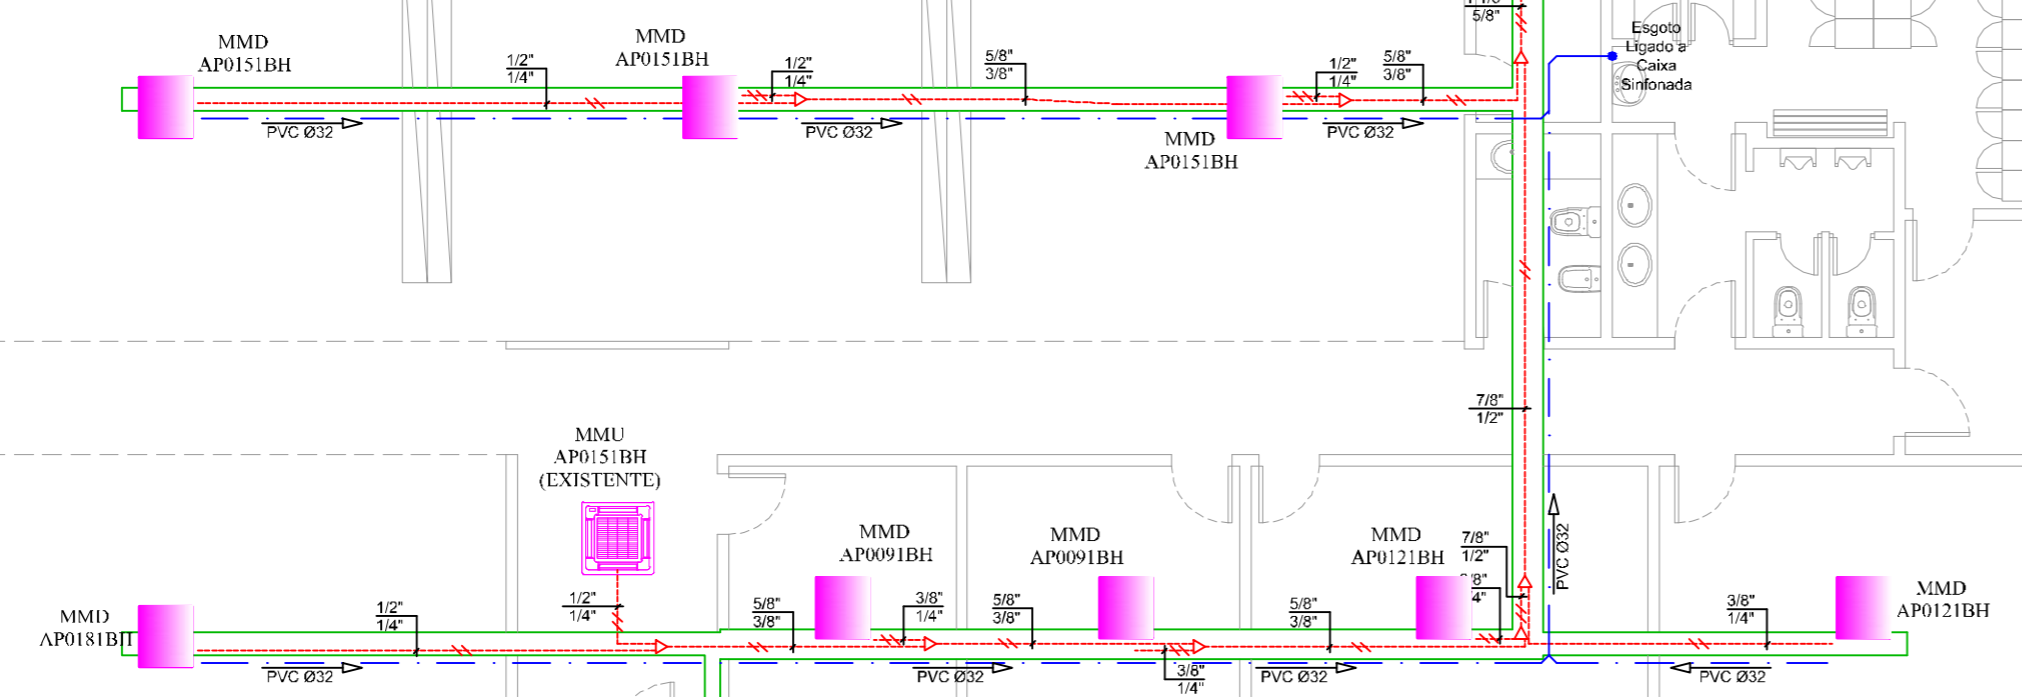 MMD
AP0151BH
1/2"
1/4"
MMD
AP0151BH
1/2"
1/4"
5/8"
3/8"
1/2"
1/4"
5/8"
3/8"
5/8"
Esgoto
Ligado a
Caixa
Sinfonada
PVC Ø32
PVC Ø32
PVC Ø32
MMD
AP0151BH
7/8"
1/2"
MMU
AP0151BH
(EXISTENTE)
MMD
AP0091BH
MMD
AP0091BH
MMD
AP0121BH
7/8"
1/2"
PVC Ø32
MMD
1/2"
1/4"
1/2"
1/4"
5/8"
3/8"
3/8"
1/4"
5/8"
3/8"
5/8"
3/8"
3/8"
1/4"
MMD
AP0121BH
PVC Ø32
PVC Ø32
3/8"
1/4"
PVC Ø32
PVC Ø32